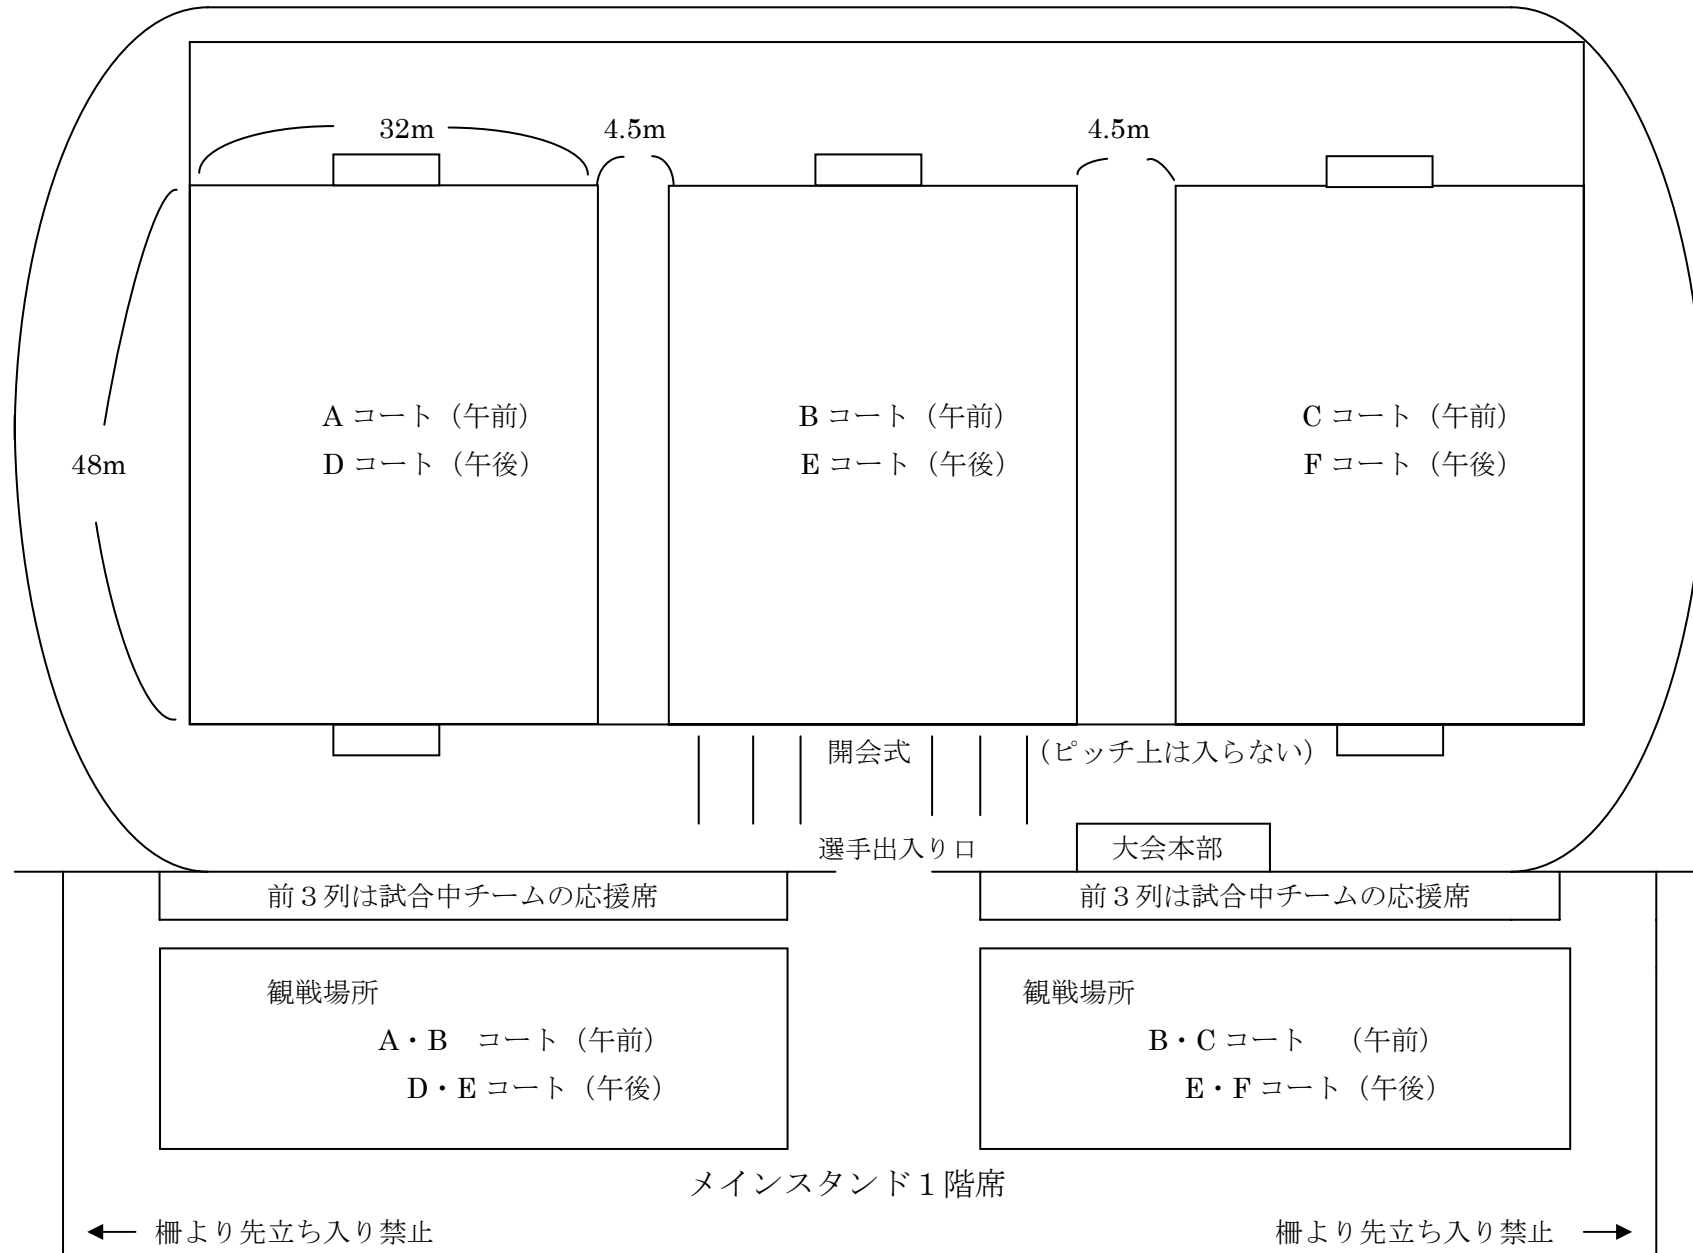 32m
4.5m
4.5m
A コート（午前）
D コート（午後）
B コート（午前）
E コート（午後）
C コート（午前）
F コート（午後）
48m
開会式
（ピッチ上は入らない）
選手出入り口
大会本部
前３列は試合中チームの応援席
前３列は試合中チームの応援席
観戦場所
A・B　コート（午前）
D・E コート（午後）
観戦場所
B・C コート　（午前）
E・F コート（午後）
メインスタンド１階席
柵より先立ち入り禁止
柵より先立ち入り禁止